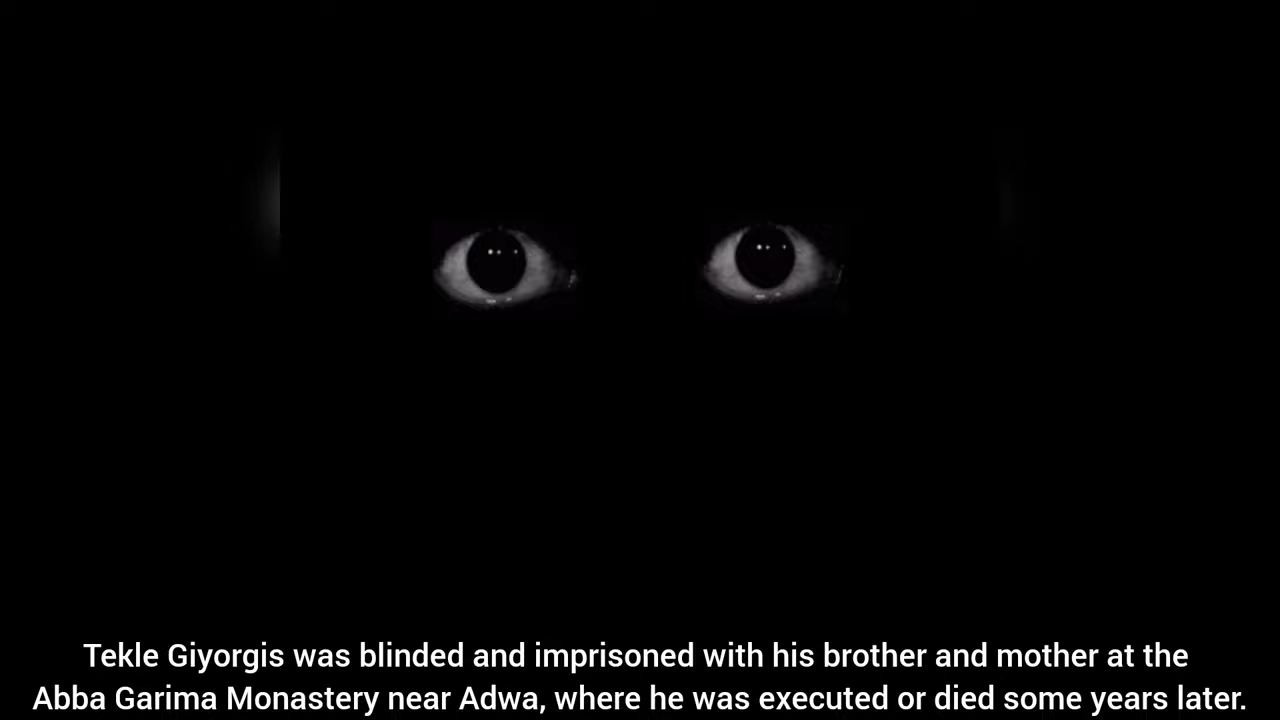 Tekle Giyorgis was blinded and imprisoned with his brother and mother at the
Abba Garima Monastery near Adwa, where he was executed or died some years later.